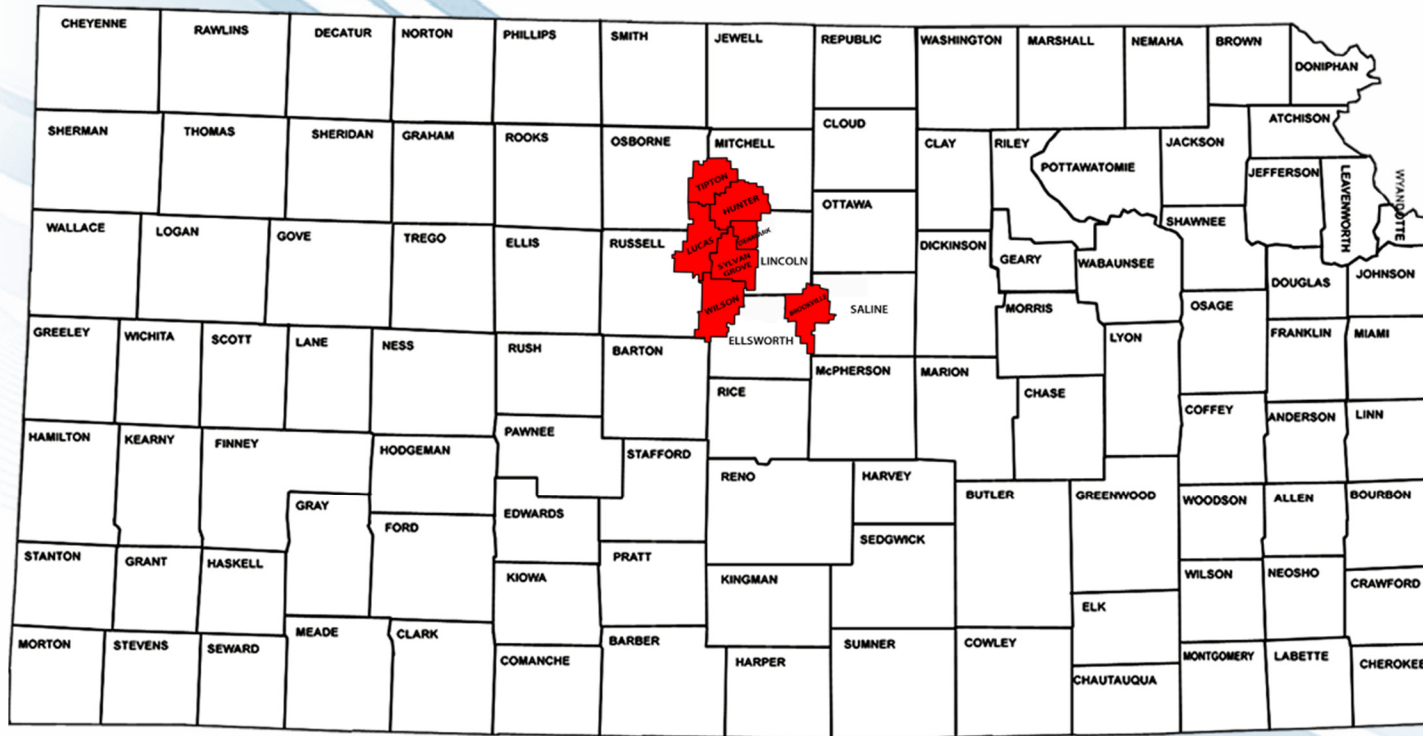 CHEYENNE
RAWLINS
DECATUR
NORTON
PHILLIPS
SMITH
JEWELL
REPUBLIC
WASHINGTON
MARSHALL
NEMAHA
BROWN
DONIPHAN
SHERMAN
THOMAS
SHERIDAN
GRAHAM
ROOKS
OSBORNE
MITCHELL
CLOUD
CLAY
RILEY
POTTAWATOMIE
JACKSON
ATCHISON
JEFFERSON
LEAVENWORTH
WYANDOTTE
TIPTON
HUNTER
LUCAS
DENMARK
SYLVAN
GROVE
WILSON
BROOKVILLE
WALLACE
LOGAN
GOVE
TREGO
ELLIS
RUSSELL
LINCOLN
OTTAWA
DICKINSON
GEARY
WABAUNSEE
SHAWNEE
DOUGLAS
JOHNSON
GREELEY
WICHITA
SCOTT
LANE
NESS
RUSH
BARTON
ELLSWORTH
SALINE
MORRIS
LYON
OSAGE
FRANKLIN
MIAMI
RICE
McPHERSON
MARION
CHASE
COFFEY
ANDERSON
LINN
HAMILTON
KEARNY
FINNEY
HODGEMAN
PAWNEE
STAFFORD
RENO
HARVEY
BUTLER
GREENWOOD
WOODSON
ALLEN
BOURBON
GRAY
FORD
EDWARDS
PRATT
SEDGWICK
STANTON
GRANT
HASKELL
KIOWA
KINGMAN
WILSON
NEOSHO
CRAWFORD
ELK
MORTON
STEVENS
SEWARD
MEADE
CLARK
COMANCHE
BARBER
HARPER
SUMNER
COWLEY
CHAUTAUQUA
MONTGOMERY
LABETTE
CHEROKEE